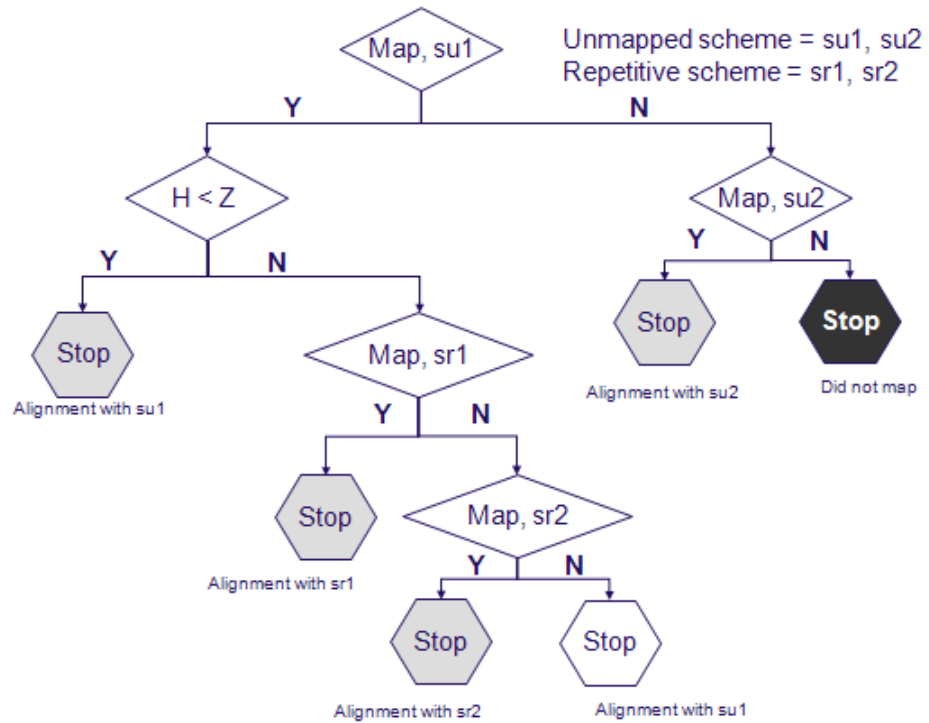 Map, su1
Unmapped scheme = su1, su2
Repetitive scheme = sr1, sr2
Y
N
H < Z
Map, su2
Y
N
Y
N
Stop
Alignment with su1
Map, sr1
Stop
Alignment with su2
Stop
Did not map
Y
N
Stop
Alignment with sr1
Map, sr2
Y
N
Stop
Alignment with sr2
Stop
Alignment with su1